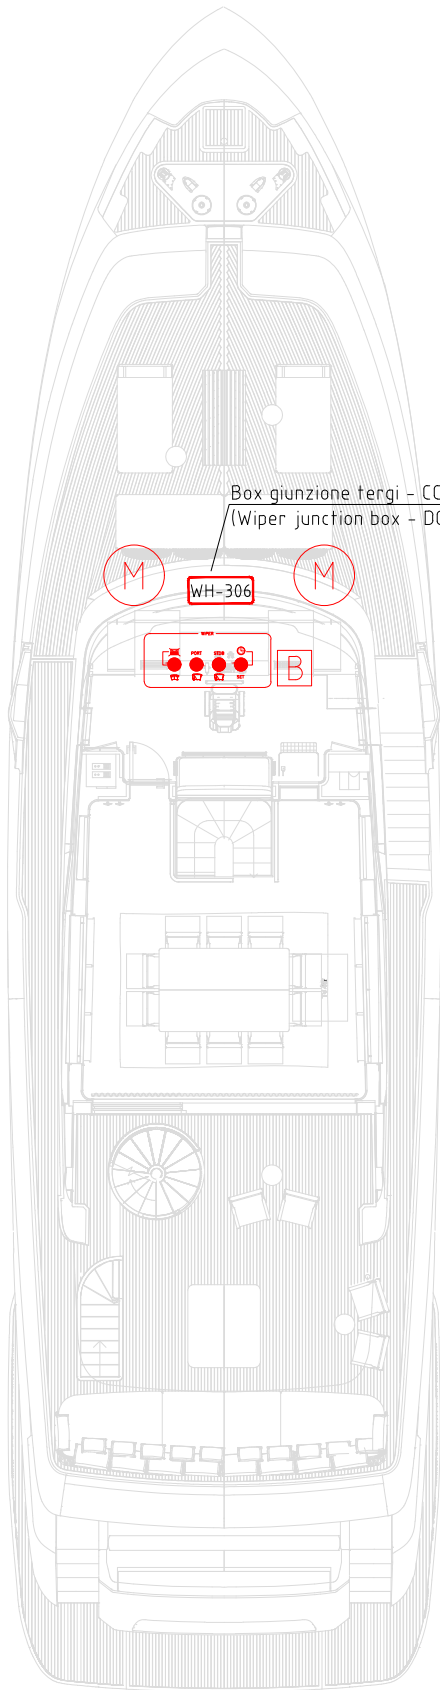 Box giunzione tergi - CC
(Wiper junction box - DC
M
M
WH-306
WIPER
PORT
STBD
B
SET